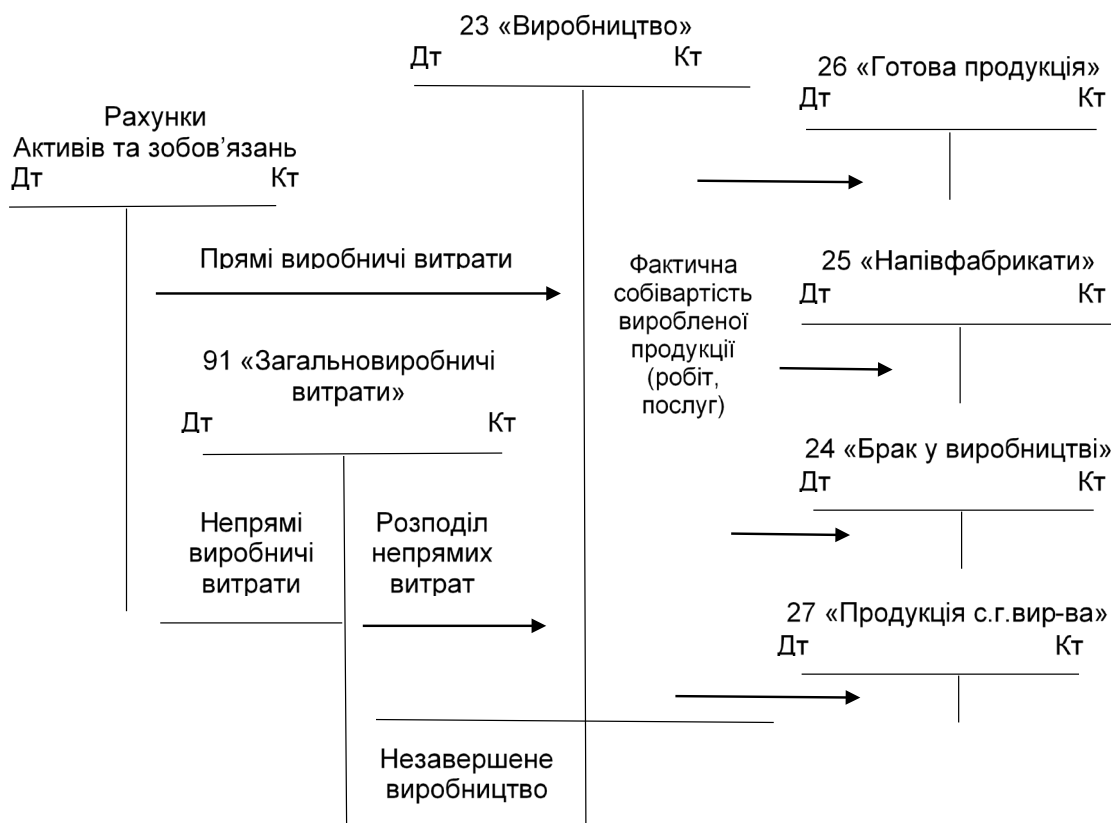 23 «Виробництво»
Дт Кт
26 «Готова продукція»
Дт Кт
Рахунки
Активів та зобов’язань
Дт Кт
Прямі виробничі витрати
Фактична
собівартість
виробленої
продукції
(робіт,
послуг)
25 «Напівфабрикати»
Дт Кт
91 «Загальновиробничі
витрати»
Дт Кт
24 «Брак у виробництві»
Дт Кт
Непрямі
виробничі
витрати
Розподіл
непрямих
витрат
27 «Продукція с.г.вир-ва»
Дт Кт
Незавершене
виробництво